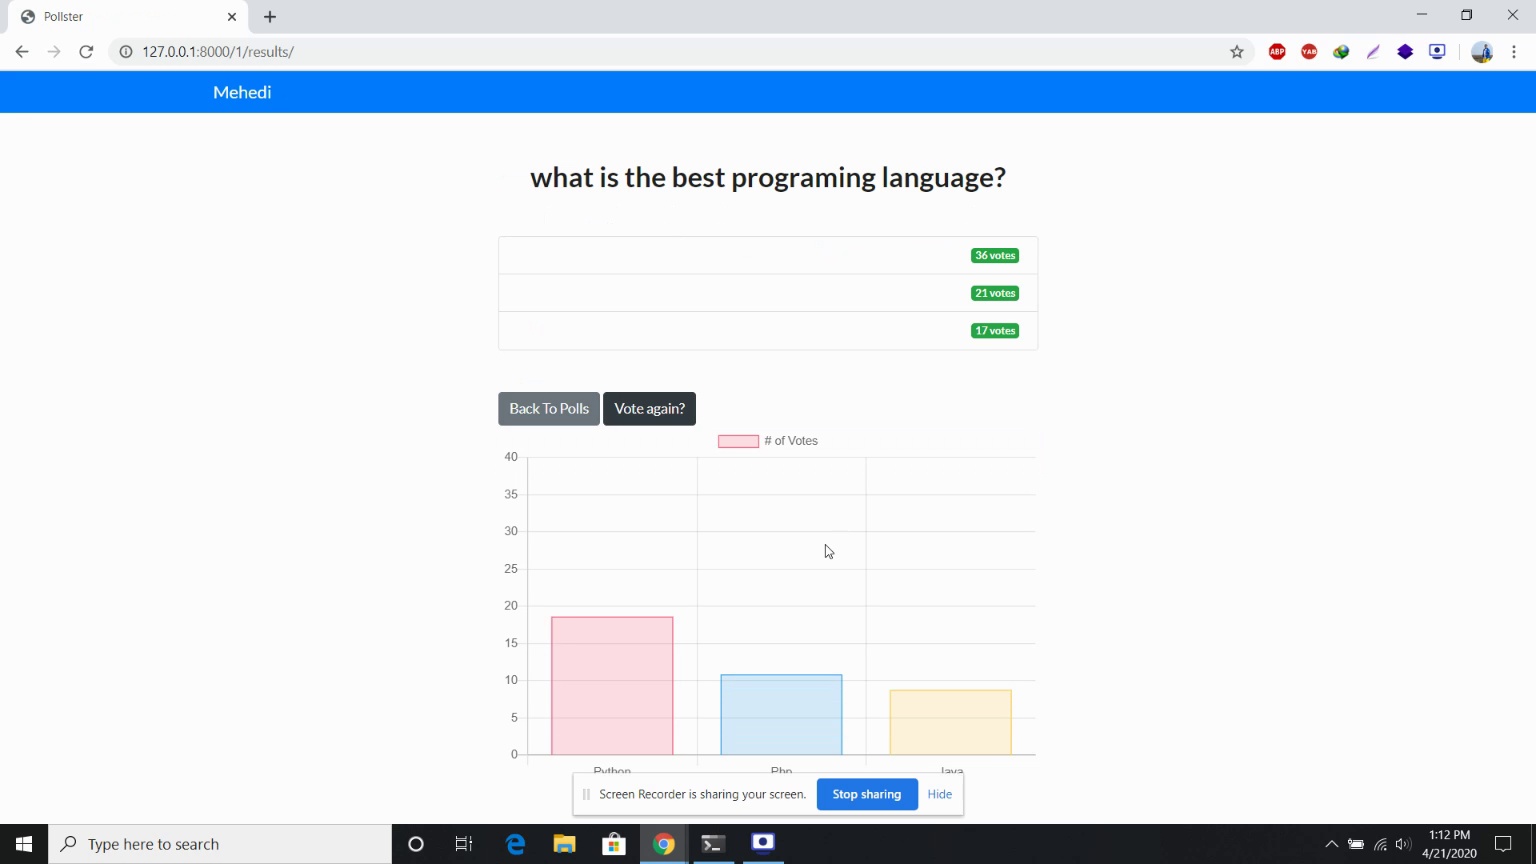 Pollster
127.0.0.1:8000/1/results/
ABP
YAB
Mehedi
what is the best programing language?
36 votes
21 votes
17 votes
Back To Polls Vote again?
# of Votes
40
35
30
25
20
15
10
5
0
Python Php Java
Screen Recorder is sharing your screen. Stop sharing Hide
Type here to search
1:12 PM
4/21/2020